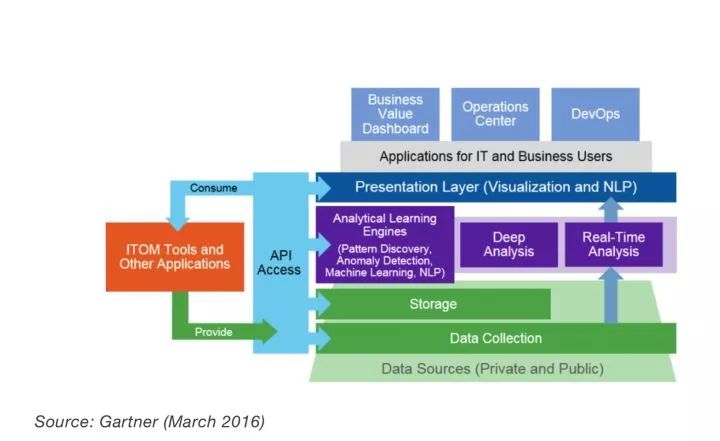 Business
Value
Dashboard
Operations
Center
DevOps
Applications for IT and Business Users
Consume
Presentation Layer (Visualization and NLP)
ITOM Tools and
Other Applications
API
Access
Analytical Learning
Engines
(Pattern Discovery,
Anomaly Detection,
Machine Learning, NLP)
Deep
Analysis
Real-Time
Analysis
Storage
Provide
Data Collection
Data Sources (Private and Public)
Source: Gartner (March 2016)